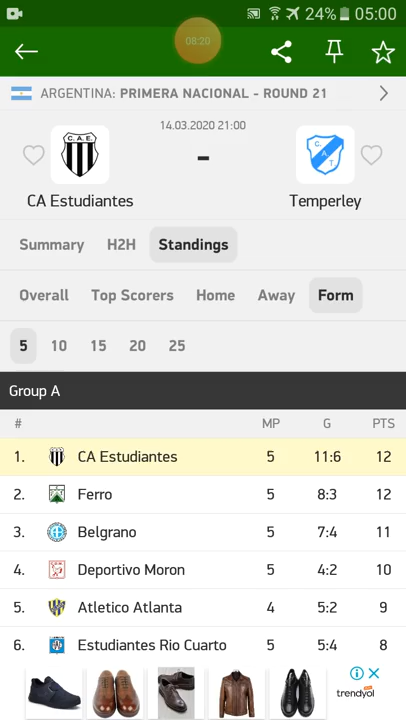 24% 05:00
08:20
ARGENTINA: PRIMERA NACIONAL - ROUND 21
14.03.2020 21:00
C.A.E.
-
C. A. T.
CA Estudiantes
Temperley
Summary H2H Standings
Overall Top Scorers Home Away Form
5 10 15 20 25
Group A
# MP G PTS
1. CA Estudiantes 5 11:6 12
2. Ferro 5 8:3 12
3. Belgrano 5 7:4 11
4. Deportivo Moron 5 4:2 10
5. Atletico Atlanta 4 5:2 9
6. Estudiantes Rio Cuarto 5 5:4 8
trendyol